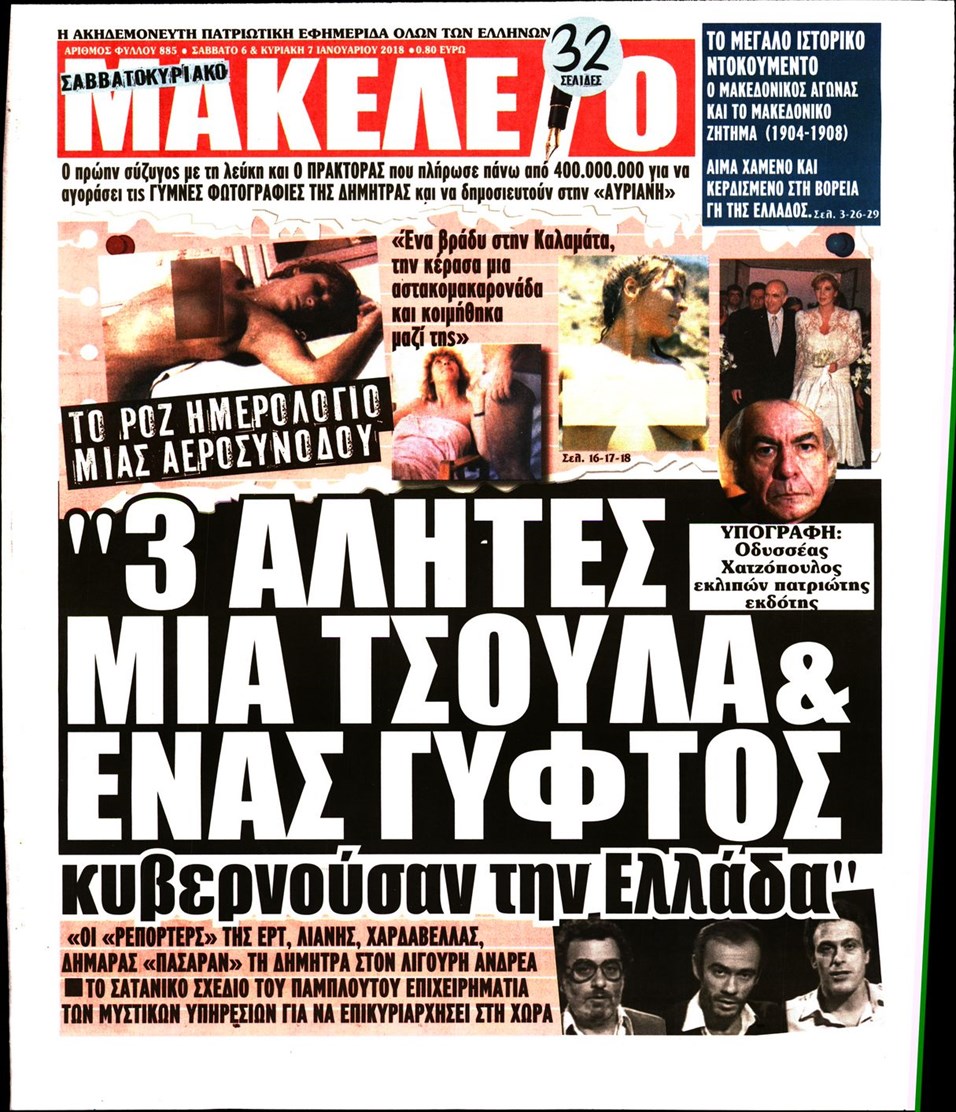 Η ΑΚΗΔΕΜΟΝΕΥΤΗ ΠΑΤΡΙΩΤΙΚΗ ΕΦΗΜΕΡΙΔΑ ΟΛΩΝ ΤΩΝ ΕΛΛΗΝΩΝ
ΑΡΙΘΜΟΣ ΦΥΛΛΟΥ 885 • ΣΑΒΒΑΤΟ 6 & ΚΥΡΙΑΚΗ 7 ΙΑΝΟΥΑΡΙΟΥ 2018 • 0.80 ΕΥΡΩ
32
ΣΕΛΙΔΕΣ
ΣΑΒΒΑΤΟΚΥΡΙΑΚΟ
ΜΑΚΕΛΕΙΟ
Ο πρώην σύζυγος με τη λεύκη και Ο ΠΡΑΚΤΟΡΑΣ που πλήρωσε πάνω από 400.000.000 για να
αγοράσει τις ΓΥΜΝΕΣ ΦΩΤΟΓΡΑΦΙΕΣ ΤΗΣ ΔΗΜΗΤΡΑΣ και να δημοσιευτούν στην «ΑΥΡΙΑΝΗ»
ΤΟ ΜΕΓΑΛΟ ΙΣΤΟΡΙΚΟ
ΝΤΟΚΟΥΜΕΝΤΟ
Ο ΜΑΚΕΔΟΝΙΚΟΣ ΑΓΩΝΑΣ
ΚΑΙ ΤΟ ΜΑΚΕΔΟΝΙΚΟ
ΖΗΤΗΜΑ (1904-1908)
ΑΙΜΑ ΧΑΜΕΝΟ ΚΑΙ
ΚΕΡΔΙΣΜΕΝΟ ΣΤΗ ΒΟΡΕΙΑ
ΓΗ ΤΗΣ ΕΛΛΑΔΟΣ. Σελ. 3-26-29
«Ένα βράδυ στην Καλαμάτα,
την κέρασα μια
αστακομακαρονάδα
και κοιμήθηκα
μαζί της»
ΤΟ ΡΟΖ ΗΜΕΡΟΛΟΓΙΟ
ΜΙΑΣ ΑΕΡΟΣΥΝΟΔΟΥ
Σελ. 16-17-18
"3 ΑΛΗΤΕΣ
ΜΙΑ ΤΣΟΥΛΑ &
ΕΝΑΣ ΓΥΦΤΟΣ
κυβερνούσαν την Ελλάδα"
ΥΠΟΓΡΑΦΗ:
Οδυσσέας
Χατζόπουλος
εκλιπών πατριώτης
εκδότης
«ΟΙ «ΡΕΠΟΡΤΕΡΣ» ΤΗΣ ΕΡΤ, ΛΙΑΝΗΣ, ΧΑΡΔΑΒΕΛΛΑΣ,
ΔΗΜΑΡΑΣ «ΠΑΣΑΡΑΝ» ΤΗ ΔΗΜΗΤΡΑ ΣΤΟΝ ΛΙΓΟΥΡΗ ΑΝΔΡΕΑ
■ ΤΟ ΣΑΤΑΝΙΚΟ ΣΧΕΔΙΟ ΤΟΥ ΠΑΜΠΛΟΥΤΟΥ ΕΠΙΧΕΙΡΗΜΑΤΙΑ
ΤΩΝ ΜΥΣΤΙΚΩΝ ΥΠΗΡΕΣΙΩΝ ΓΙΑ ΝΑ ΕΠΙΚΥΡΙΑΡΧΗΣΕΙ ΣΤΗ ΧΩΡΑ